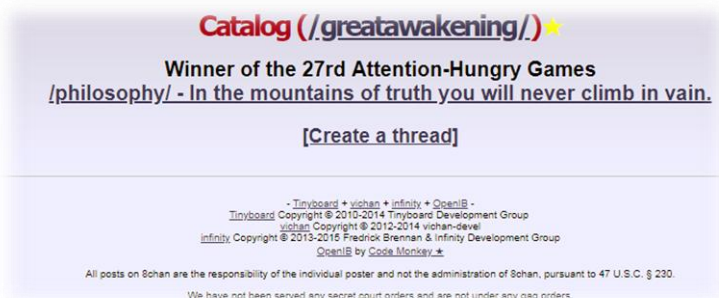 Catalog (/greatawakening/)★
Winner of the 27rd Attention-Hungry Games
/philosophy/ - In the mountains of truth you will never climb in vain.
[Create a thread]
- Tinyboard + vichan + infinity + OpenIB -
Tinyboard Copyright © 2010-2014 Tinyboard Development Group
vichan Copyright © 2012-2014 vichan-devel
infinity Copyright © 2013-2015 Fredrick Brennan & Infinity Development Group
OpenIB by Code Monkey ★
All posts on 8chan are the responsibility of the individual poster and not the administration of 8chan, pursuant to 47 U.S.C. § 230.
We have not been served any secret court orders and are not under any gag orders.